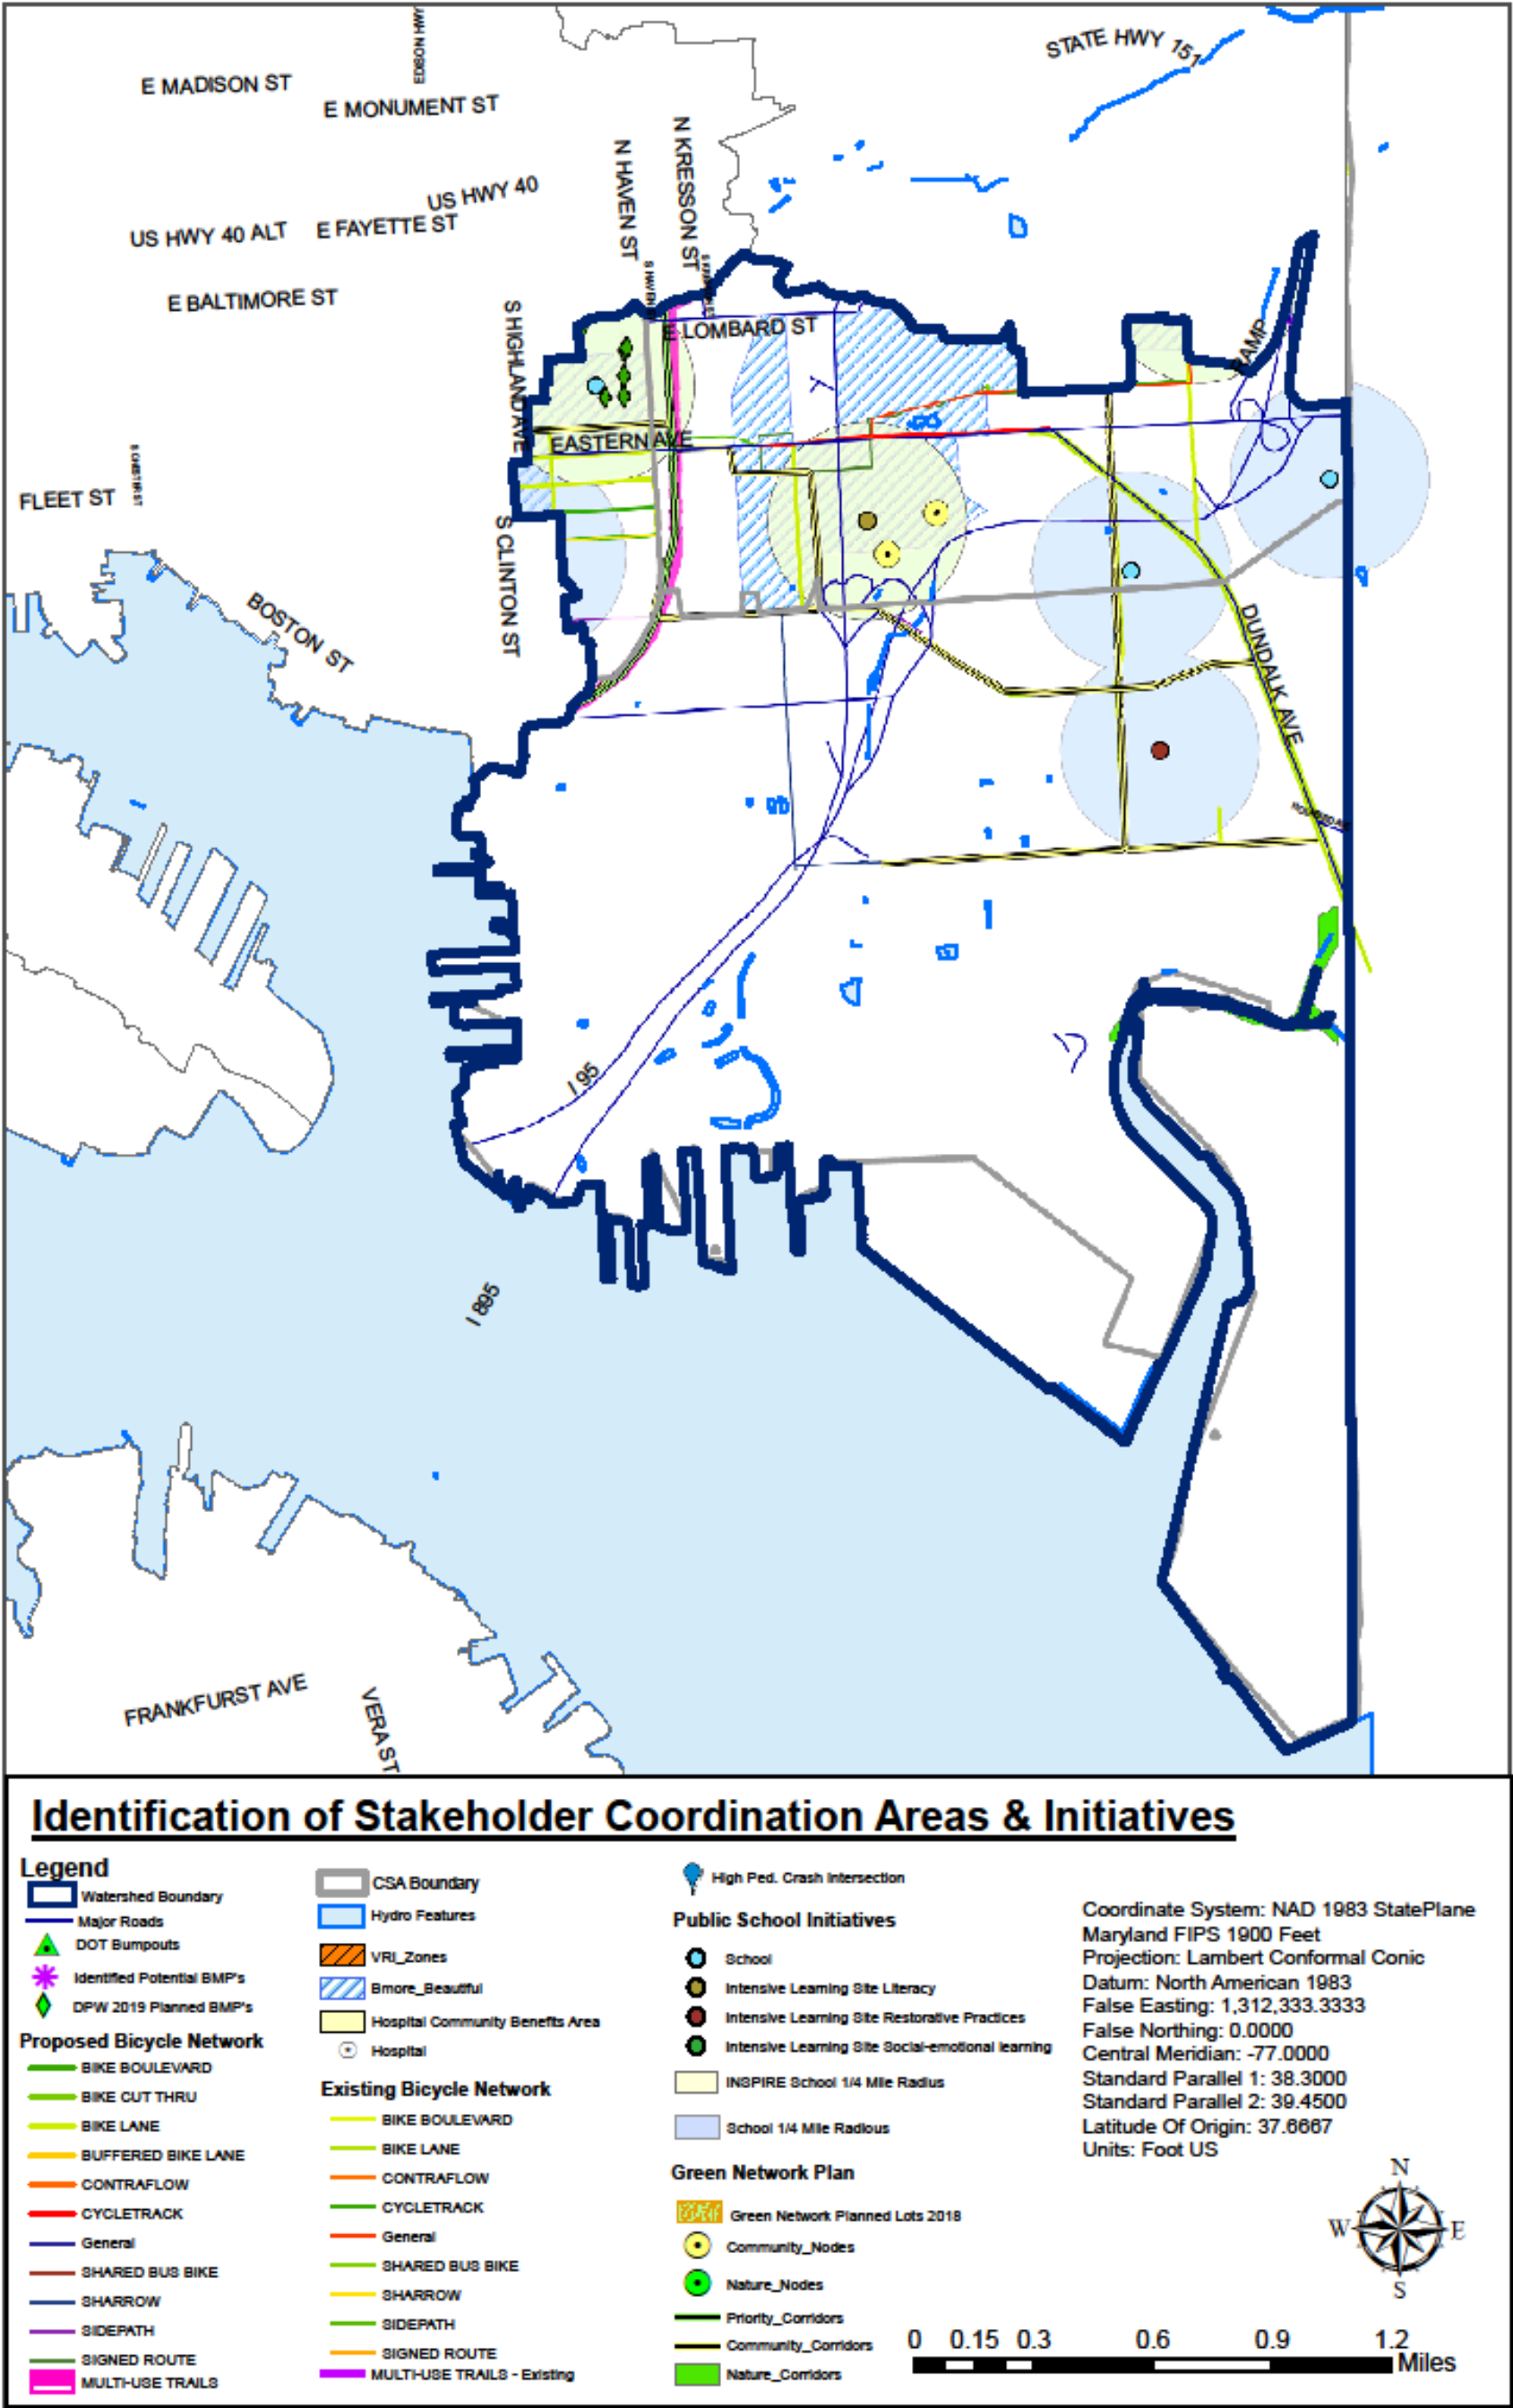 EDISON HWY
STATE HWY 151
E MADISON ST
E MONUMENT ST
N HAVEN ST
N KRESSON ST
US HWY 40
US HWY 40 ALT
E FAYETTE ST
E BALTIMORE ST
S HAVEN ST
S HIGHLAND AVE
E LOMBARD ST
RAMP
EASTERN AVE
FLEET ST
S CLINTON ST
BOSTON ST
DUNDALK AVE
I 95
I 895
FRANKFURST AVE
VERA ST
Identification of Stakeholder Coordination Areas & Initiatives
Legend
Watershed Boundary
Major Roads
DOT Bumpouts
Identified Potential BMP's
DPW 2019 Planned BMP's
Proposed Bicycle Network
BIKE BOULEVARD
BIKE CUT THRU
BIKE LANE
BUFFERED BIKE LANE
CONTRAFLOW
CYCLETRACK
General
SHARED BUS BIKE
SHARROW
SIDEPATH
SIGNED ROUTE
MULTI-USE TRAILS
CSA Boundary
Hydro Features
VRI_Zones
Bmore_Beautiful
Hospital Community Benefits Area
Hospital
Existing Bicycle Network
BIKE BOULEVARD
BIKE LANE
CONTRAFLOW
CYCLETRACK
General
SHARED BUS BIKE
SHARROW
SIDEPATH
SIGNED ROUTE
MULTI-USE TRAILS - Existing
High Ped. Crash Intersection
Public School Initiatives
School
Intensive Learning Site Literacy
Intensive Learning Site Restorative Practices
Intensive Learning Site Social-emotional learning
INSPIRE School 1/4 Mile Radius
School 1/4 Mile Radious
Green Network Plan
Green Network Planned Lots 2018
Community_Nodes
Nature_Nodes
Priority_Corridors
Community_Corridors
Nature_Corridors
Coordinate System: NAD 1983 StatePlane
Maryland FIPS 1900 Feet
Projection: Lambert Conformal Conic
Datum: North American 1983
False Easting: 1,312,333.3333
False Northing: 0.0000
Central Meridian: -77.0000
Standard Parallel 1: 38.3000
Standard Parallel 2: 39.4500
Latitude Of Origin: 37.6667
Units: Foot US
N
W E
S
0 0.15 0.3 0.6 0.9 1.2
Miles